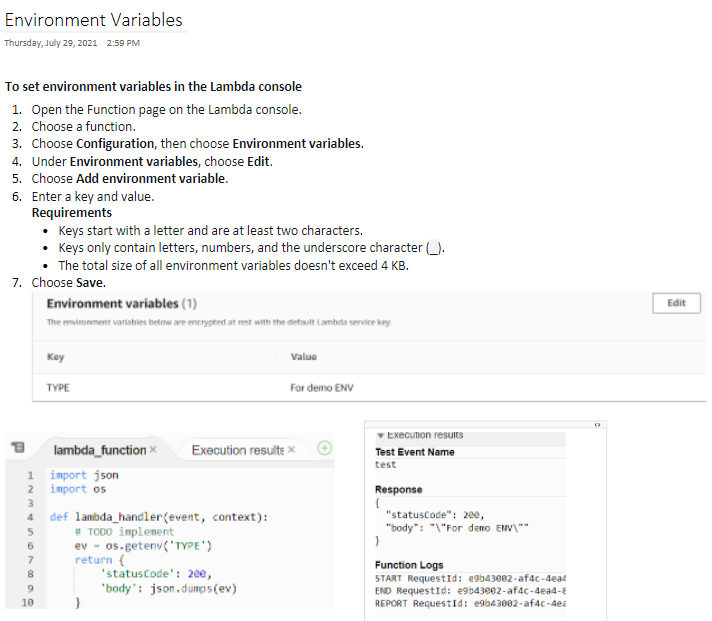 Environment Variables
Thursday, July 29, 2021 2:59 PM
To set environment variables in the Lambda console
1. Open the Function page on the Lambda console.
2. Choose a function.
3. Choose Configuration, then choose Environment variables.
4. Under Environment variables, choose Edit.
5. Choose Add environment variable.
6. Enter a key and value.
Requirements
• Keys start with a letter and are at least two characters.
• Keys only contain letters, numbers, and the underscore character (_).
• The total size of all environment variables doesn't exceed 4 KB.
7. Choose Save.
Environment variables (1)
Edit
The environment variables below are encrypted at rest with the default Lambda service key.
Key Value
TYPE For demo ENV
lambda_function × Execution results ×
1 import json
2 import os
3
4 def lambda_handler(event, context):
5 # TODO implement
6 ev = os.getenv('TYPE')
7 return {
8 'statusCode': 200,
9 'body': json.dumps(ev)
10 }
▼ Execution results
Test Event Name
test
Response
{
"statusCode": 200,
"body": "\"For demo ENV\""
}
Function Logs
START RequestId: e9b43002-af4c-4ea4
END RequestId: e9b43002-af4c-4ea4-8
REPORT RequestId: e9b43002-af4c-4ea